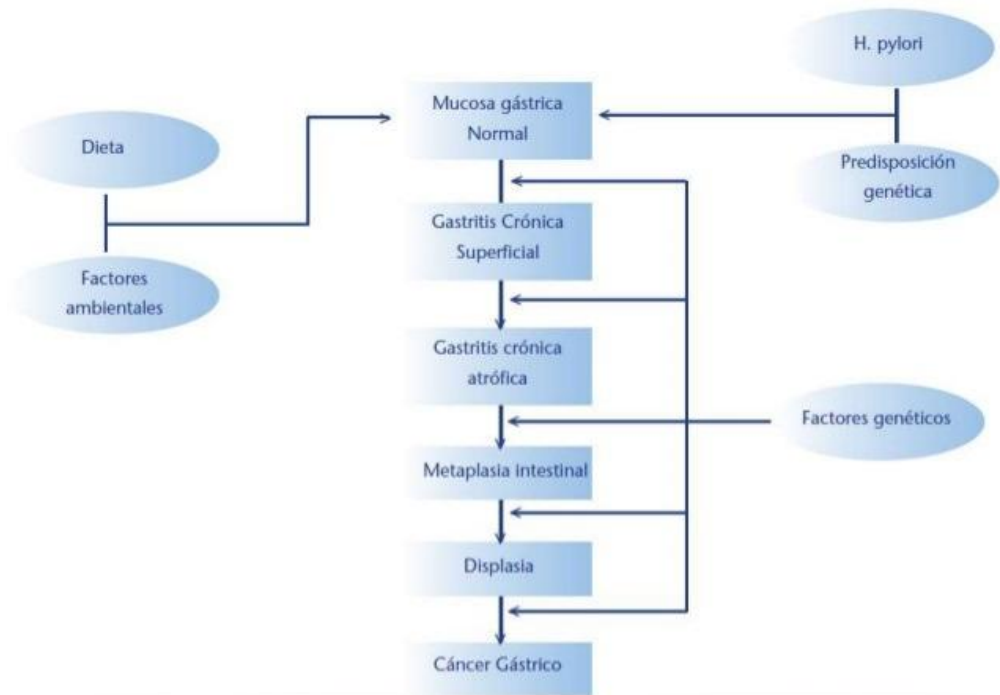 H. pylori
Mucosa gástrica
Normal
Dieta
Predisposición
genética
Gastritis Crónica
Superficial
Factores
ambientales
Gastritis crónica
atrófica
Factores genéticos
Metaplasia intestinal
Displasia
Cáncer Gástrico